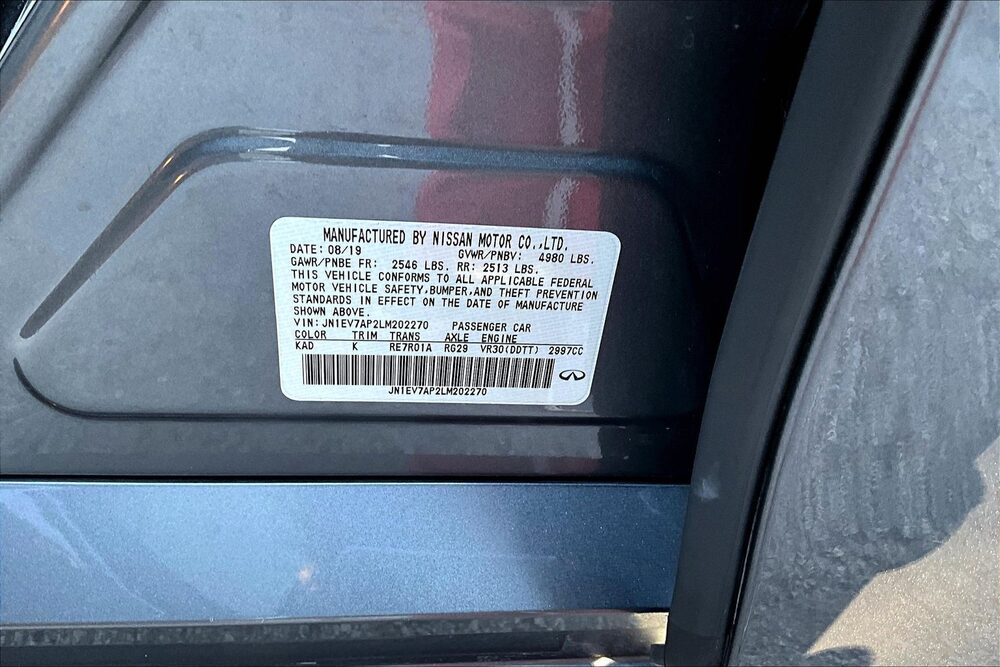 MANUFACTURED BY NISSAN MOTOR CO.,LTD.
DATE: 08/19 GVWR/PNBV: 4980 LBS.
GAWR/PNBE FR: 2546 LBS. RR: 2513 LBS.
THIS VEHICLE CONFORMS TO ALL APPLICABLE FEDERAL
MOTOR VEHICLE SAFETY,BUMPER,AND THEFT PREVENTION
STANDARDS IN EFFECT ON THE DATE OF MANUFACTURE
SHOWN ABOVE.
VIN: JN1EV7AP2LM202270 PASSENGER CAR
COLOR TRIM TRANS AXLE ENGINE
KAD K RE7R01A RG29 VR30(DDTT) 2997CC
JN1EV7AP2LM202270